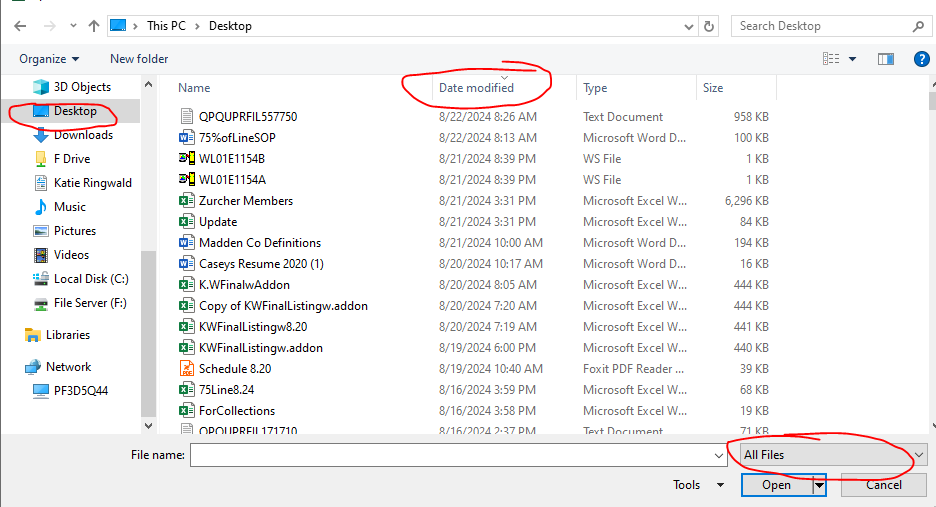 This PC > Desktop
Search Desktop
Organize
New folder
3D Objects
Desktop
Downloads
F Drive
Katie Ringwald
Music
Pictures
Videos
Local Disk (C:)
File Server (F:)
Libraries
Network
PF3D5Q44
Name Date modified Type Size
QPQUPRFIL557750 8/22/2024 8:26 AM Text Document 958 KB
75%ofLineSOP 8/22/2024 8:13 AM Microsoft Word D... 100 KB
WL01E1154B 8/21/2024 8:39 PM WS File 1 KB
WL01E1154A 8/21/2024 8:39 PM WS File 1 KB
Zurcher Members 8/21/2024 3:31 PM Microsoft Excel W... 6,296 KB
Update 8/21/2024 3:31 PM Microsoft Excel W... 84 KB
Madden Co Definitions 8/21/2024 10:00 AM Microsoft Word D... 194 KB
Caseys Resume 2020 (1) 8/20/2024 10:17 AM Microsoft Word D... 16 KB
K.WFinalwAddon 8/20/2024 8:05 AM Microsoft Excel W... 444 KB
Copy of KWFinalListingw.addon 8/20/2024 7:20 AM Microsoft Excel W... 444 KB
KWFinalListingw8.20 8/20/2024 7:19 AM Microsoft Excel W... 441 KB
KWFinalListingw.addon 8/19/2024 6:00 PM Microsoft Excel W... 440 KB
Schedule 8.20 8/19/2024 10:40 AM Foxit PDF Reader ... 39 KB
75Line8.24 8/16/2024 3:59 PM Microsoft Excel W... 68 KB
ForCollections 8/16/2024 3:58 PM Microsoft Excel W... 19 KB
QPQUPRFIL171710 8/16/2024 2:37 PM Text Document 71 KB
File name:
All Files
Tools
Open
Cancel